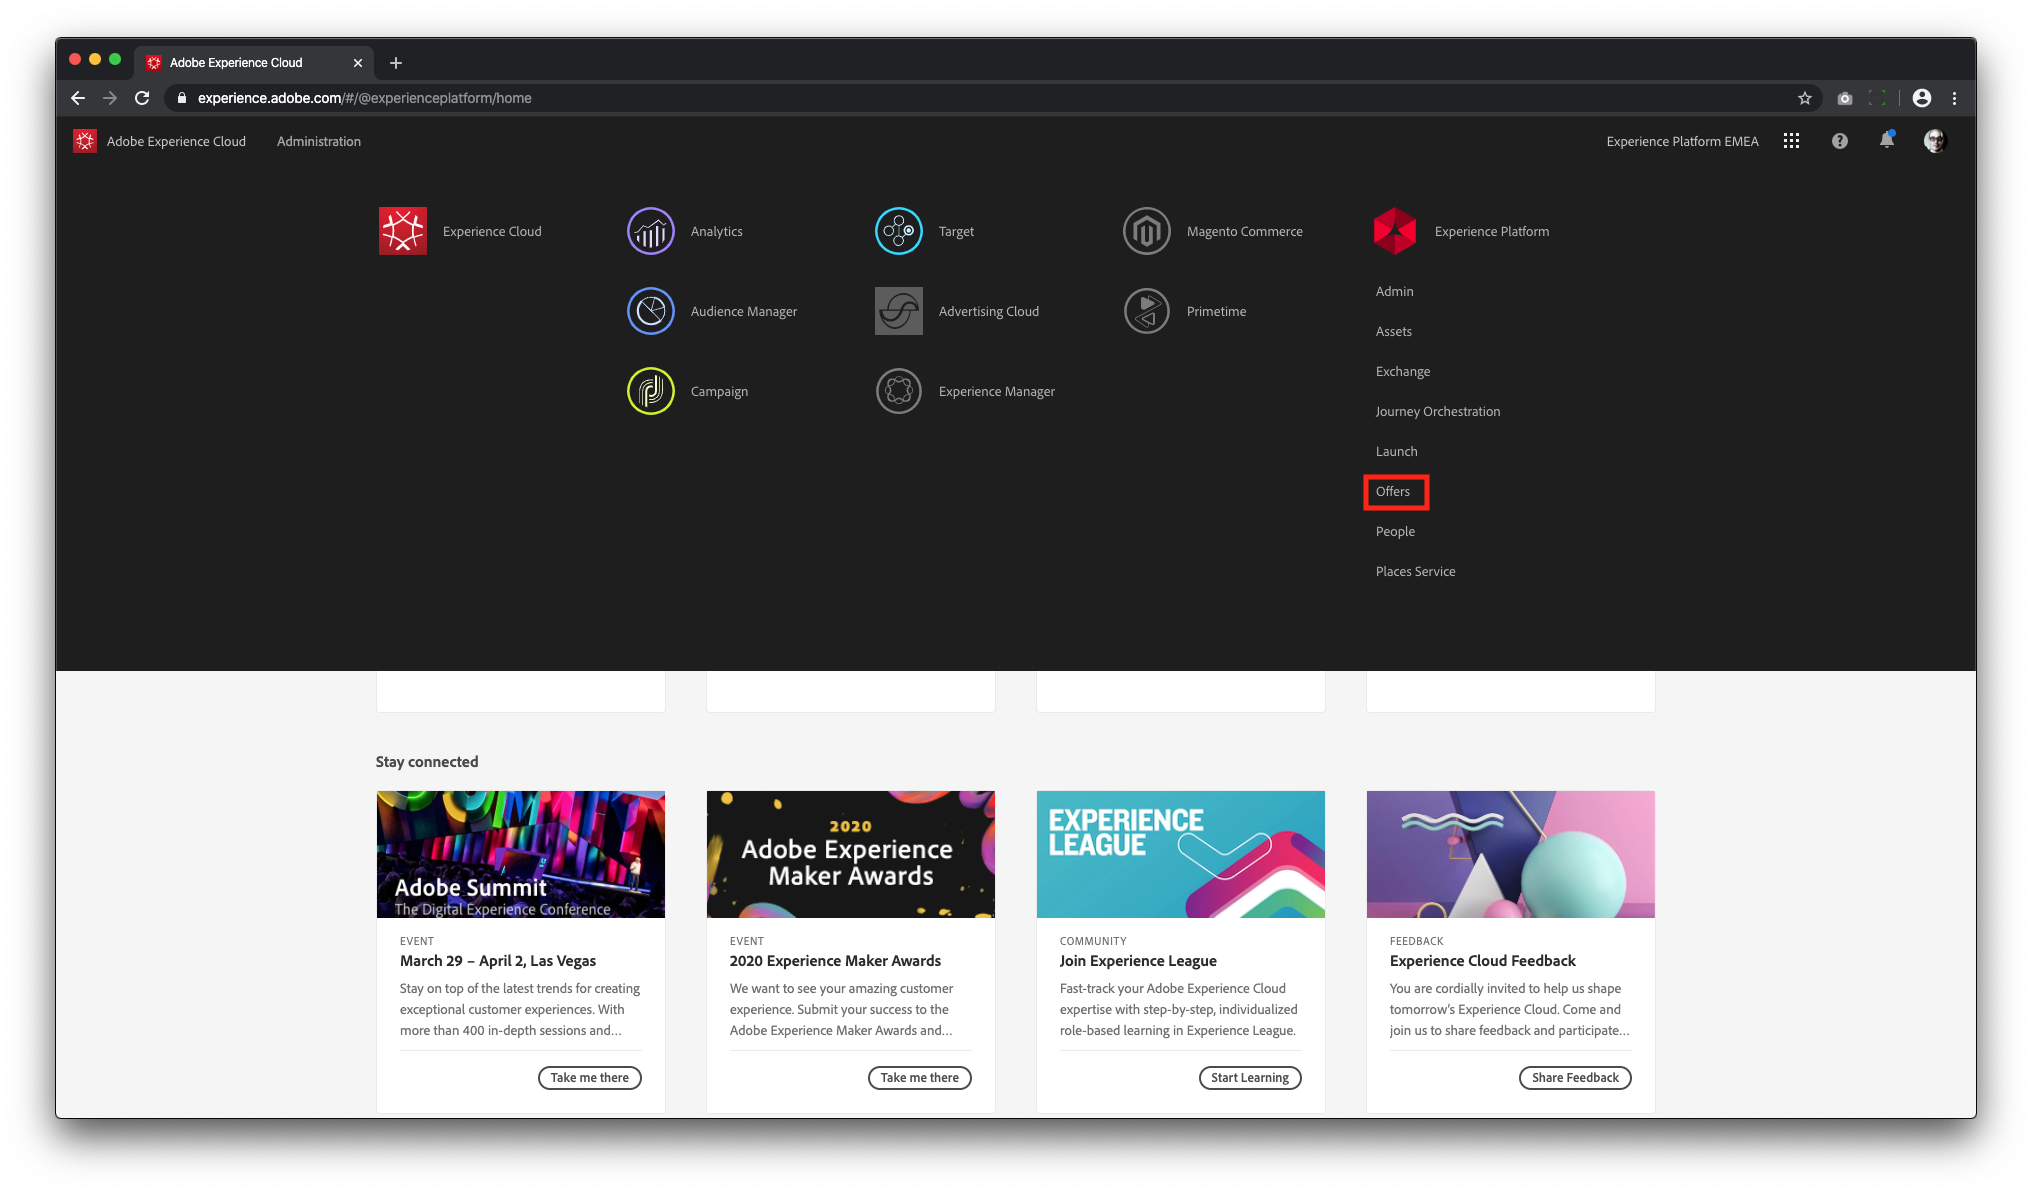 Adobe Experience Cloud
experience.adobe.com/#/@experienceplatform/home
Adobe Experience Cloud
Administration
Experience Platform EMEA
Experience Cloud
Analytics
Target
Magento Commerce
Experience Platform
Audience Manager
Advertising Cloud
Primetime
Campaign
Experience Manager
Admin
Assets
Exchange
Journey Orchestration
Launch
Offers
People
Places Service
Stay connected
Adobe Summit
The Digital Experience Conference
EVENT
March 29 – April 2, Las Vegas
Stay on top of the latest trends for creating
exceptional customer experiences. With
more than 400 in-depth sessions and...
Take me there
2020
Adobe Experience
Maker Awards
EVENT
2020 Experience Maker Awards
We want to see your amazing customer
experience. Submit your success to the
Adobe Experience Maker Awards and...
Take me there
EXPERIENCE
LEAGUE
COMMUNITY
Join Experience League
Fast-track your Adobe Experience Cloud
expertise with step-by-step, individualized
role-based learning in Experience League.
Start Learning
FEEDBACK
Experience Cloud Feedback
You are cordially invited to help us shape
tomorrow's Experience Cloud. Come and
join us to share feedback and participate...
Share Feedback